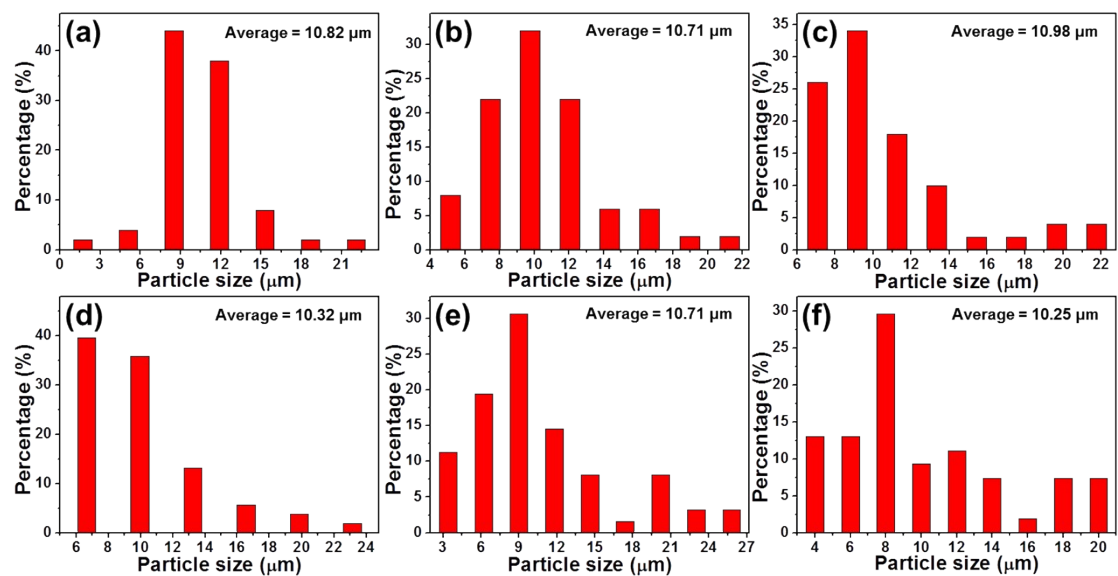 (a)
Average = 10.82 μm
Percentage (%)
40
30
20
10
0
0 3 6 9 12 15 18 21
Particle size (μm)
(b)
Average = 10.71 μm
Percentage (%)
30
25
20
15
10
5
0
4 6 8 10 12 14 16 18 20 22
Particle size (μm)
(c)
Average = 10.98 μm
Percentage (%)
35
30
25
20
15
10
5
0
6 8 10 12 14 16 18 20 22
Particle size (μm)
(d)
Average = 10.32 μm
Percentage (%)
40
30
20
10
0
6 8 10 12 14 16 18 20 22 24
Particle size (μm)
(e)
Average = 10.71 μm
Percentage (%)
30
25
20
15
10
5
0
3 6 9 12 15 18 21 24 27
Particle size (μm)
(f)
Average = 10.25 μm
Percentage (%)
30
25
20
15
10
5
0
4 6 8 10 12 14 16 18 20
Particle size (μm)